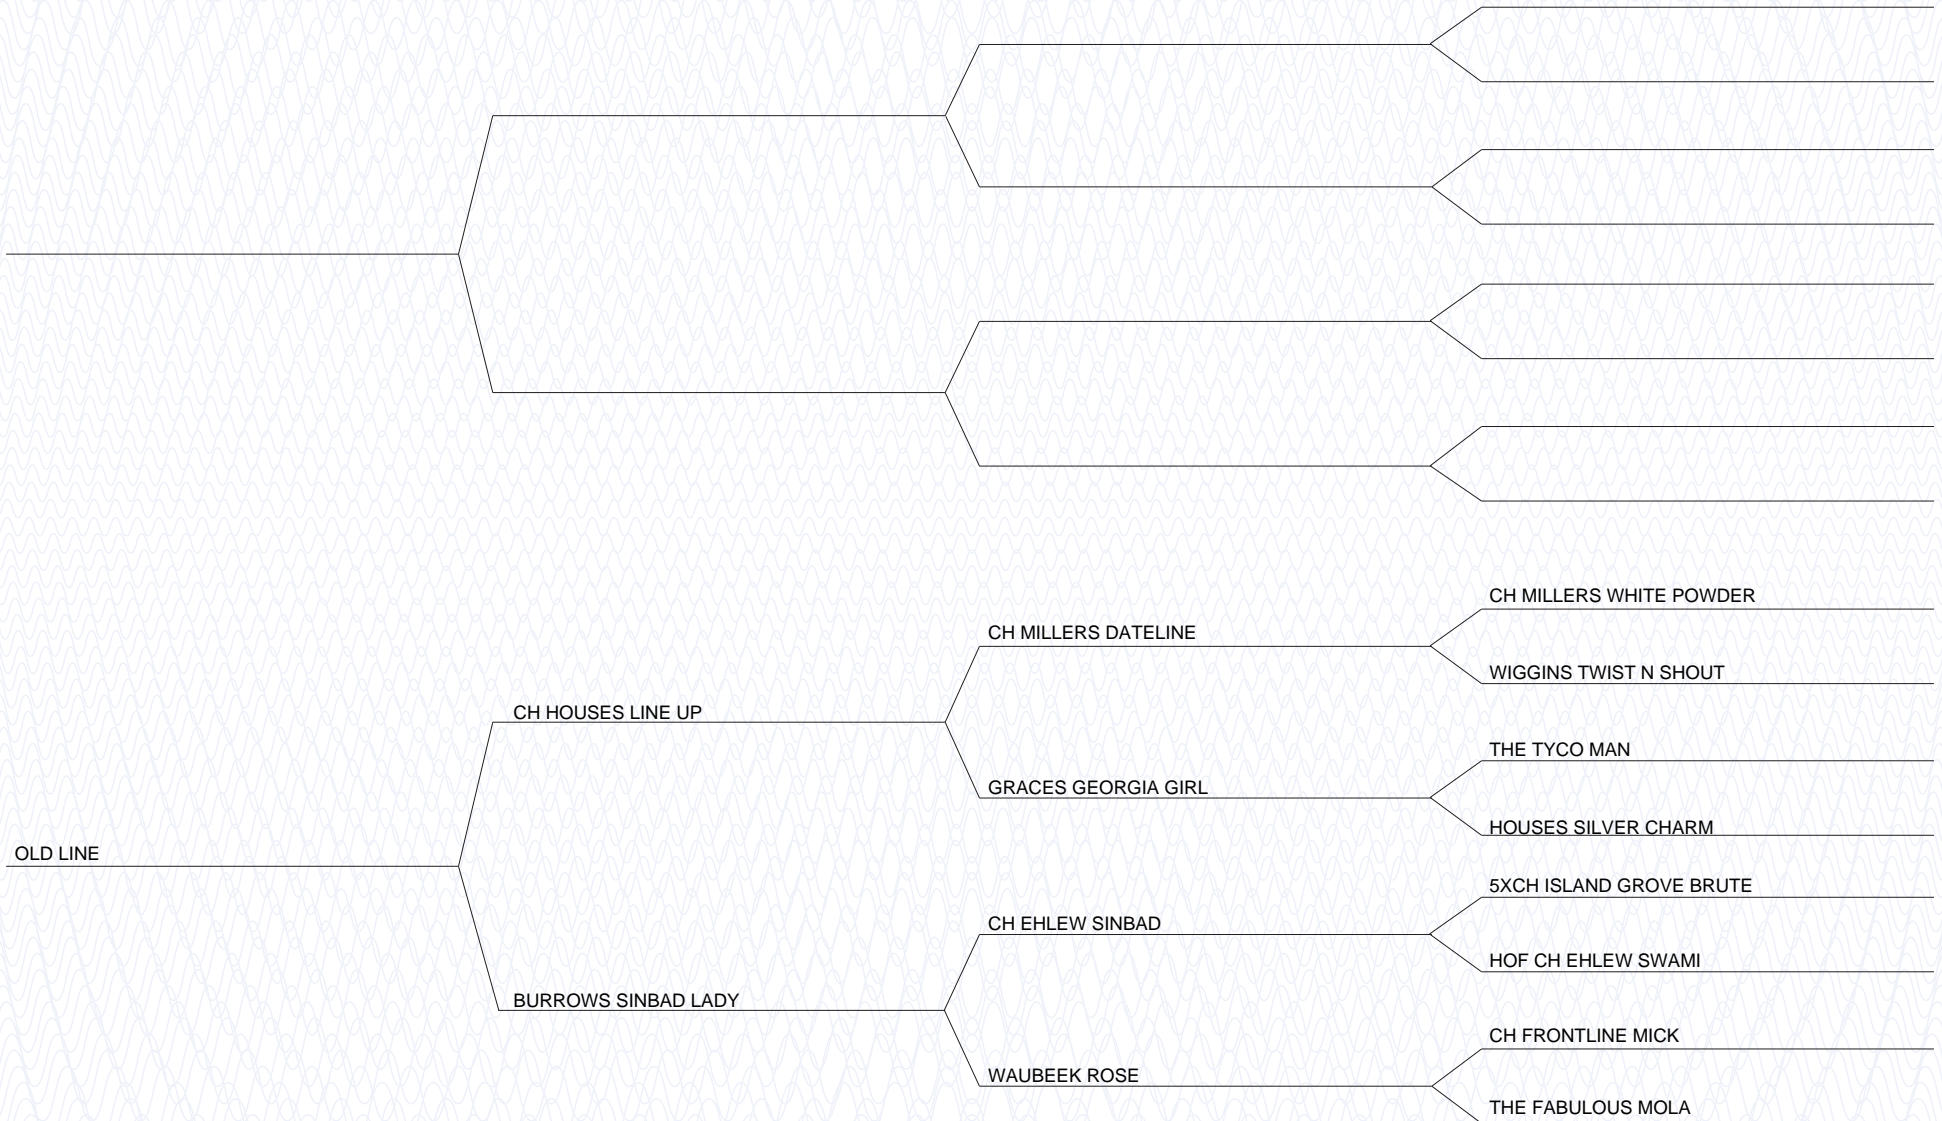 CH MILLERS WHITE POWDER
CH MILLERS DATELINE
WIGGINS TWIST N SHOUT
CH HOUSES LINE UP
THE TYCO MAN
GRACES GEORGIA GIRL
HOUSES SILVER CHARM
OLD LINE
5XCH ISLAND GROVE BRUTE
CH EHLEW SINBAD
HOF CH EHLEW SWAMI
BURROWS SINBAD LADY
CH FRONTLINE MICK
WAUBEEK ROSE
THE FABULOUS MOLA